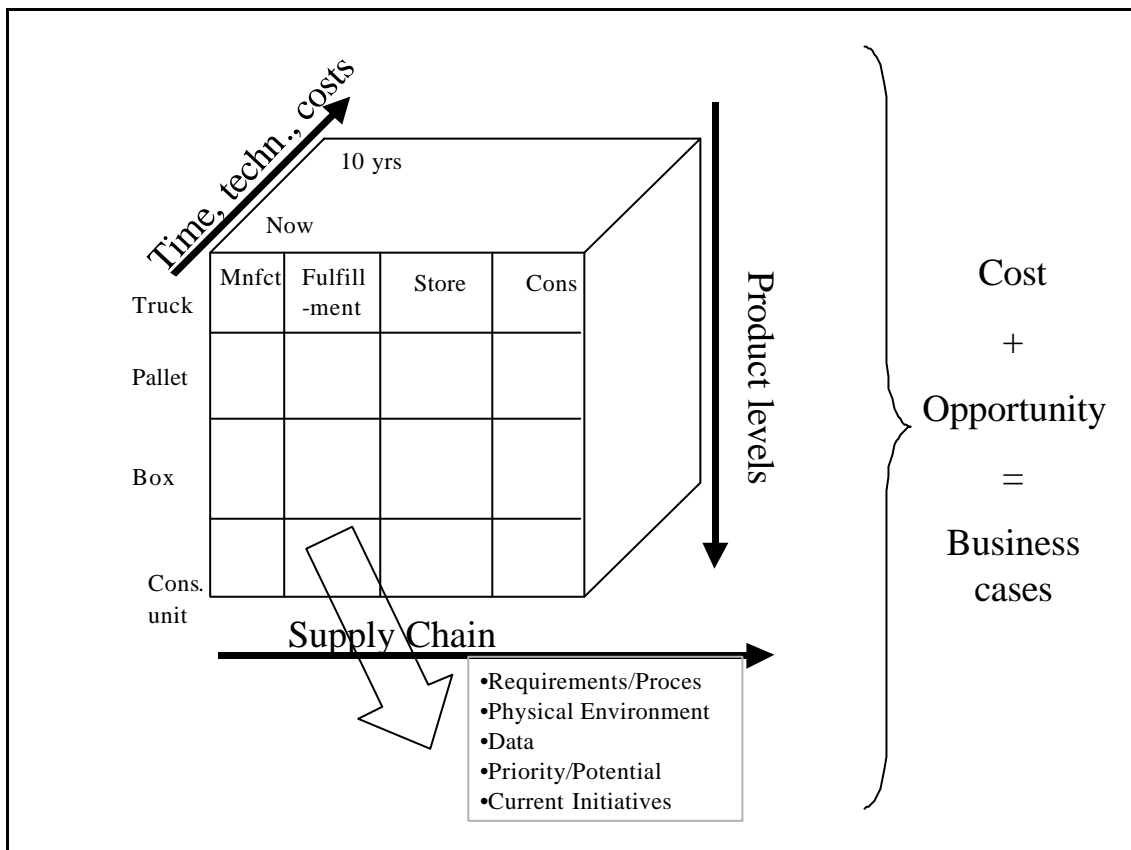 Time, techn., costs
10 yrs
Now
Mnfct
Fulfill
-ment
Store
Cons
Truck
Pallet
Box
Cons.
unit
Product levels
Supply Chain
•Requirements/Proces
•Physical Environment
•Data
•Priority/Potential
•Current Initiatives
Cost
+
Opportunity
=
Business
cases